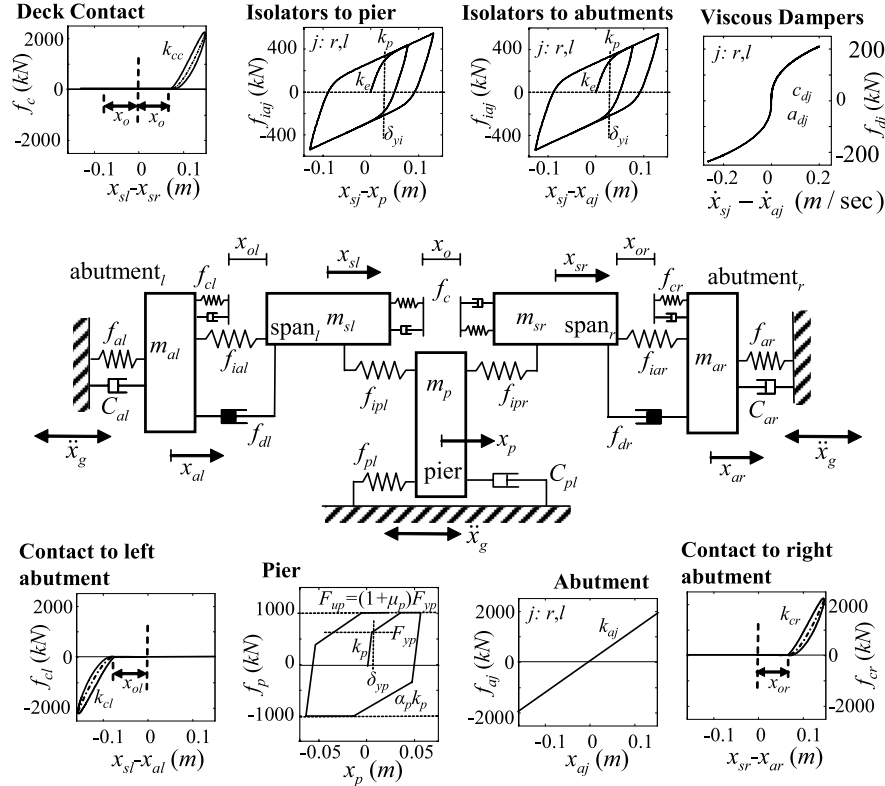 Deck Contact
Isolators to pier
Isolators to abutments
Viscous Dampers
2000
0
-2000
f_c (kN)
k_cc
x_o
x_o
-0.1
0
0.1
x_sl-x_sr (m)
400
0
-400
f_iaj (kN)
j: r,l
k_p
k_e
δ_yi
-0.1
0
0.1
x_sj-x_p (m)
400
0
-400
f_iaj (kN)
j: r,l
k_p
k_e
δ_yi
-0.1
0
0.1
x_sj-x_aj (m)
j: r,l
c_dj
a_dj
200
0
-200
f_dj (kN)
-0.2
0
0.2
ẋ_sj − ẋ_aj (m / sec)
x_ol
x_sl
x_o
x_sr
x_or
abutment_l
f_cl
f_c
f_cr
abutment_r
f_al
m_al
span_l
m_sl
m_sr
span_r
m_ar
f_ar
f_ial
f_iar
C_al
f_ipl
m_p
f_ipr
C_ar
f_dl
f_dr
ẍ_g
x_al
x_p
x_ar
ẍ_g
f_pl
pier
C_pl
ẍ_g
Contact to left
abutment
Pier
Abutment
Contact to right
abutment
2000
0
-2000
f_cl (kN)
k_cl
x_ol
-0.1
0
0.1
x_sl-x_al (m)
F_up=(1+μ_p)F_yp
1000
0
-1000
f_p (kN)
F_yp
k_p
δ_yp
α_pk_p
-0.05
0
0.05
x_p (m)
2000
0
-2000
f_aj (kN)
j: r,l
k_aj
-0.1
0
0.1
x_aj (m)
k_cr
x_or
2000
0
-2000
f_cr (kN)
-0.1
0
0.1
x_sr-x_ar (m)